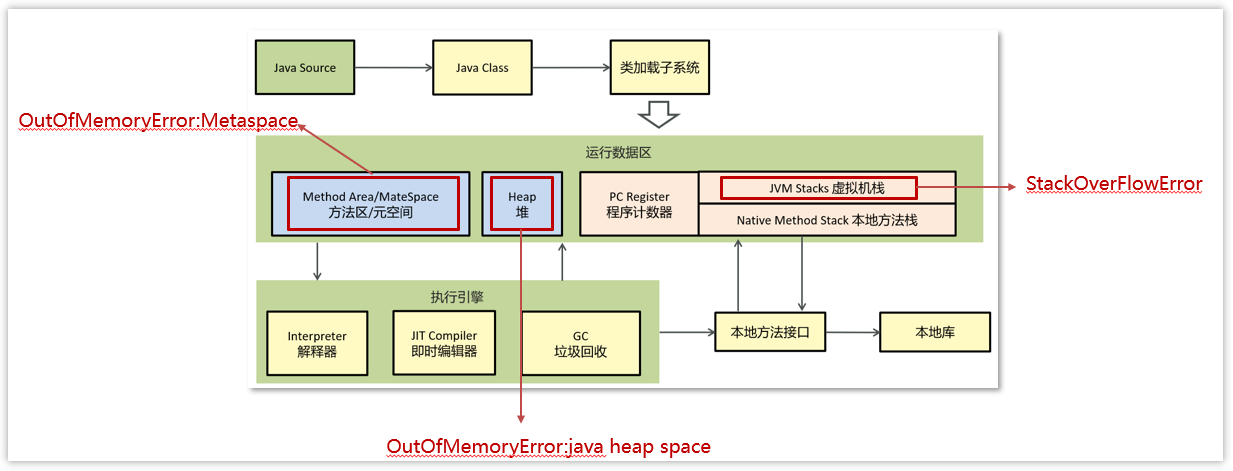 Java Source
Java Class
类加载子系统
OutOfMemoryError:Metaspace
运行数据区
Method Area/MateSpace
方法区/元空间
Heap
堆
PC Register
程序计数器
JVM Stacks 虚拟机栈
Native Method Stack 本地方法栈
StackOverFlowError
执行引擎
Interpreter
解释器
JIT Compiler
即时编辑器
GC
垃圾回收
本地方法接口
本地库
OutOfMemoryError:java heap space